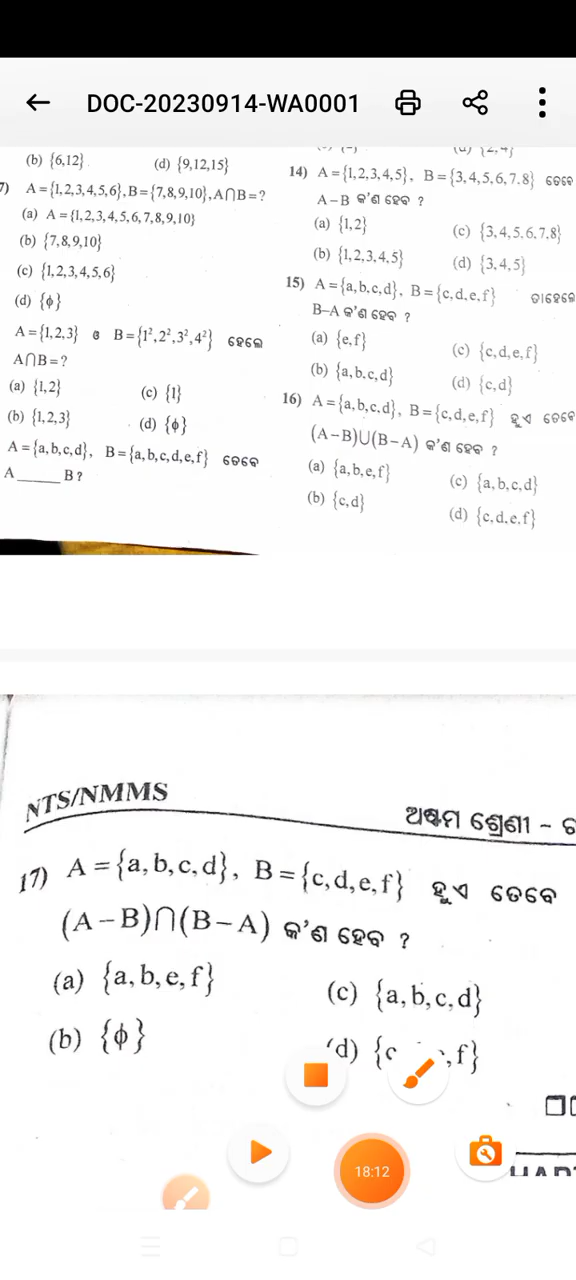 DOC-20230914-WA0001
(b) {6,12}
(d) {9,12,15}
7) A={1,2,3,4,5,6},B={7,8,9,10},A∩B=?
(a) A={1,2,3,4,5,6,7,8,9,10}
(b) {7,8,9,10}
(c) {1,2,3,4,5,6}
(d) {ϕ}
A={1,2,3} ଓ B={1²,2²,3²,4²} ହେଲେ
A∩B=?
(a) {1,2}
(c) {1}
(b) {1,2,3}
(d) {ϕ}
A={a,b,c,d}, B={a,b,c,d,e,f} ତେବେ
A_____B?
14) A={1,2,3,4,5}, B={3,4,5,6,7.8} ତେବେ
A−B କ'ଣ ହେବ ?
(a) {1,2}
(c) {3,4,5.6.7.8}
(b) {1,2,3.4,5}
(d) {3,4,5}
15) A={a,b.c,d}, B={c,d,e.f}
B−A କ'ଣ ହେବ ?
(a) {e,f}
(c) {c,d,e,f}
(b) {a,b.c,d}
(d) {c,d}
16) A={a,b,c.d}, B={c,d,e,f} ହୁଏ ତେବେ
(A−B)∪(B−A) କ'ଣ ହେବ ?
(a) {a,b,e,f}
(c) {a,b,c,d}
(b) {c,d}
(d) {c,d.e.f}
NTS/NMMS
ଅଷ୍ଟମ ଶ୍ରେଣୀ –
17) A={a,b,c,d}, B={c,d,e,f} ହୁଏ ତେବେ
(A−B)∩(B−A) କ'ଣ ହେବ ?
(a) {a,b,e,f}
(c) {a,b,c,d}
(b) {ϕ}
(d) {c ,f}
18:12